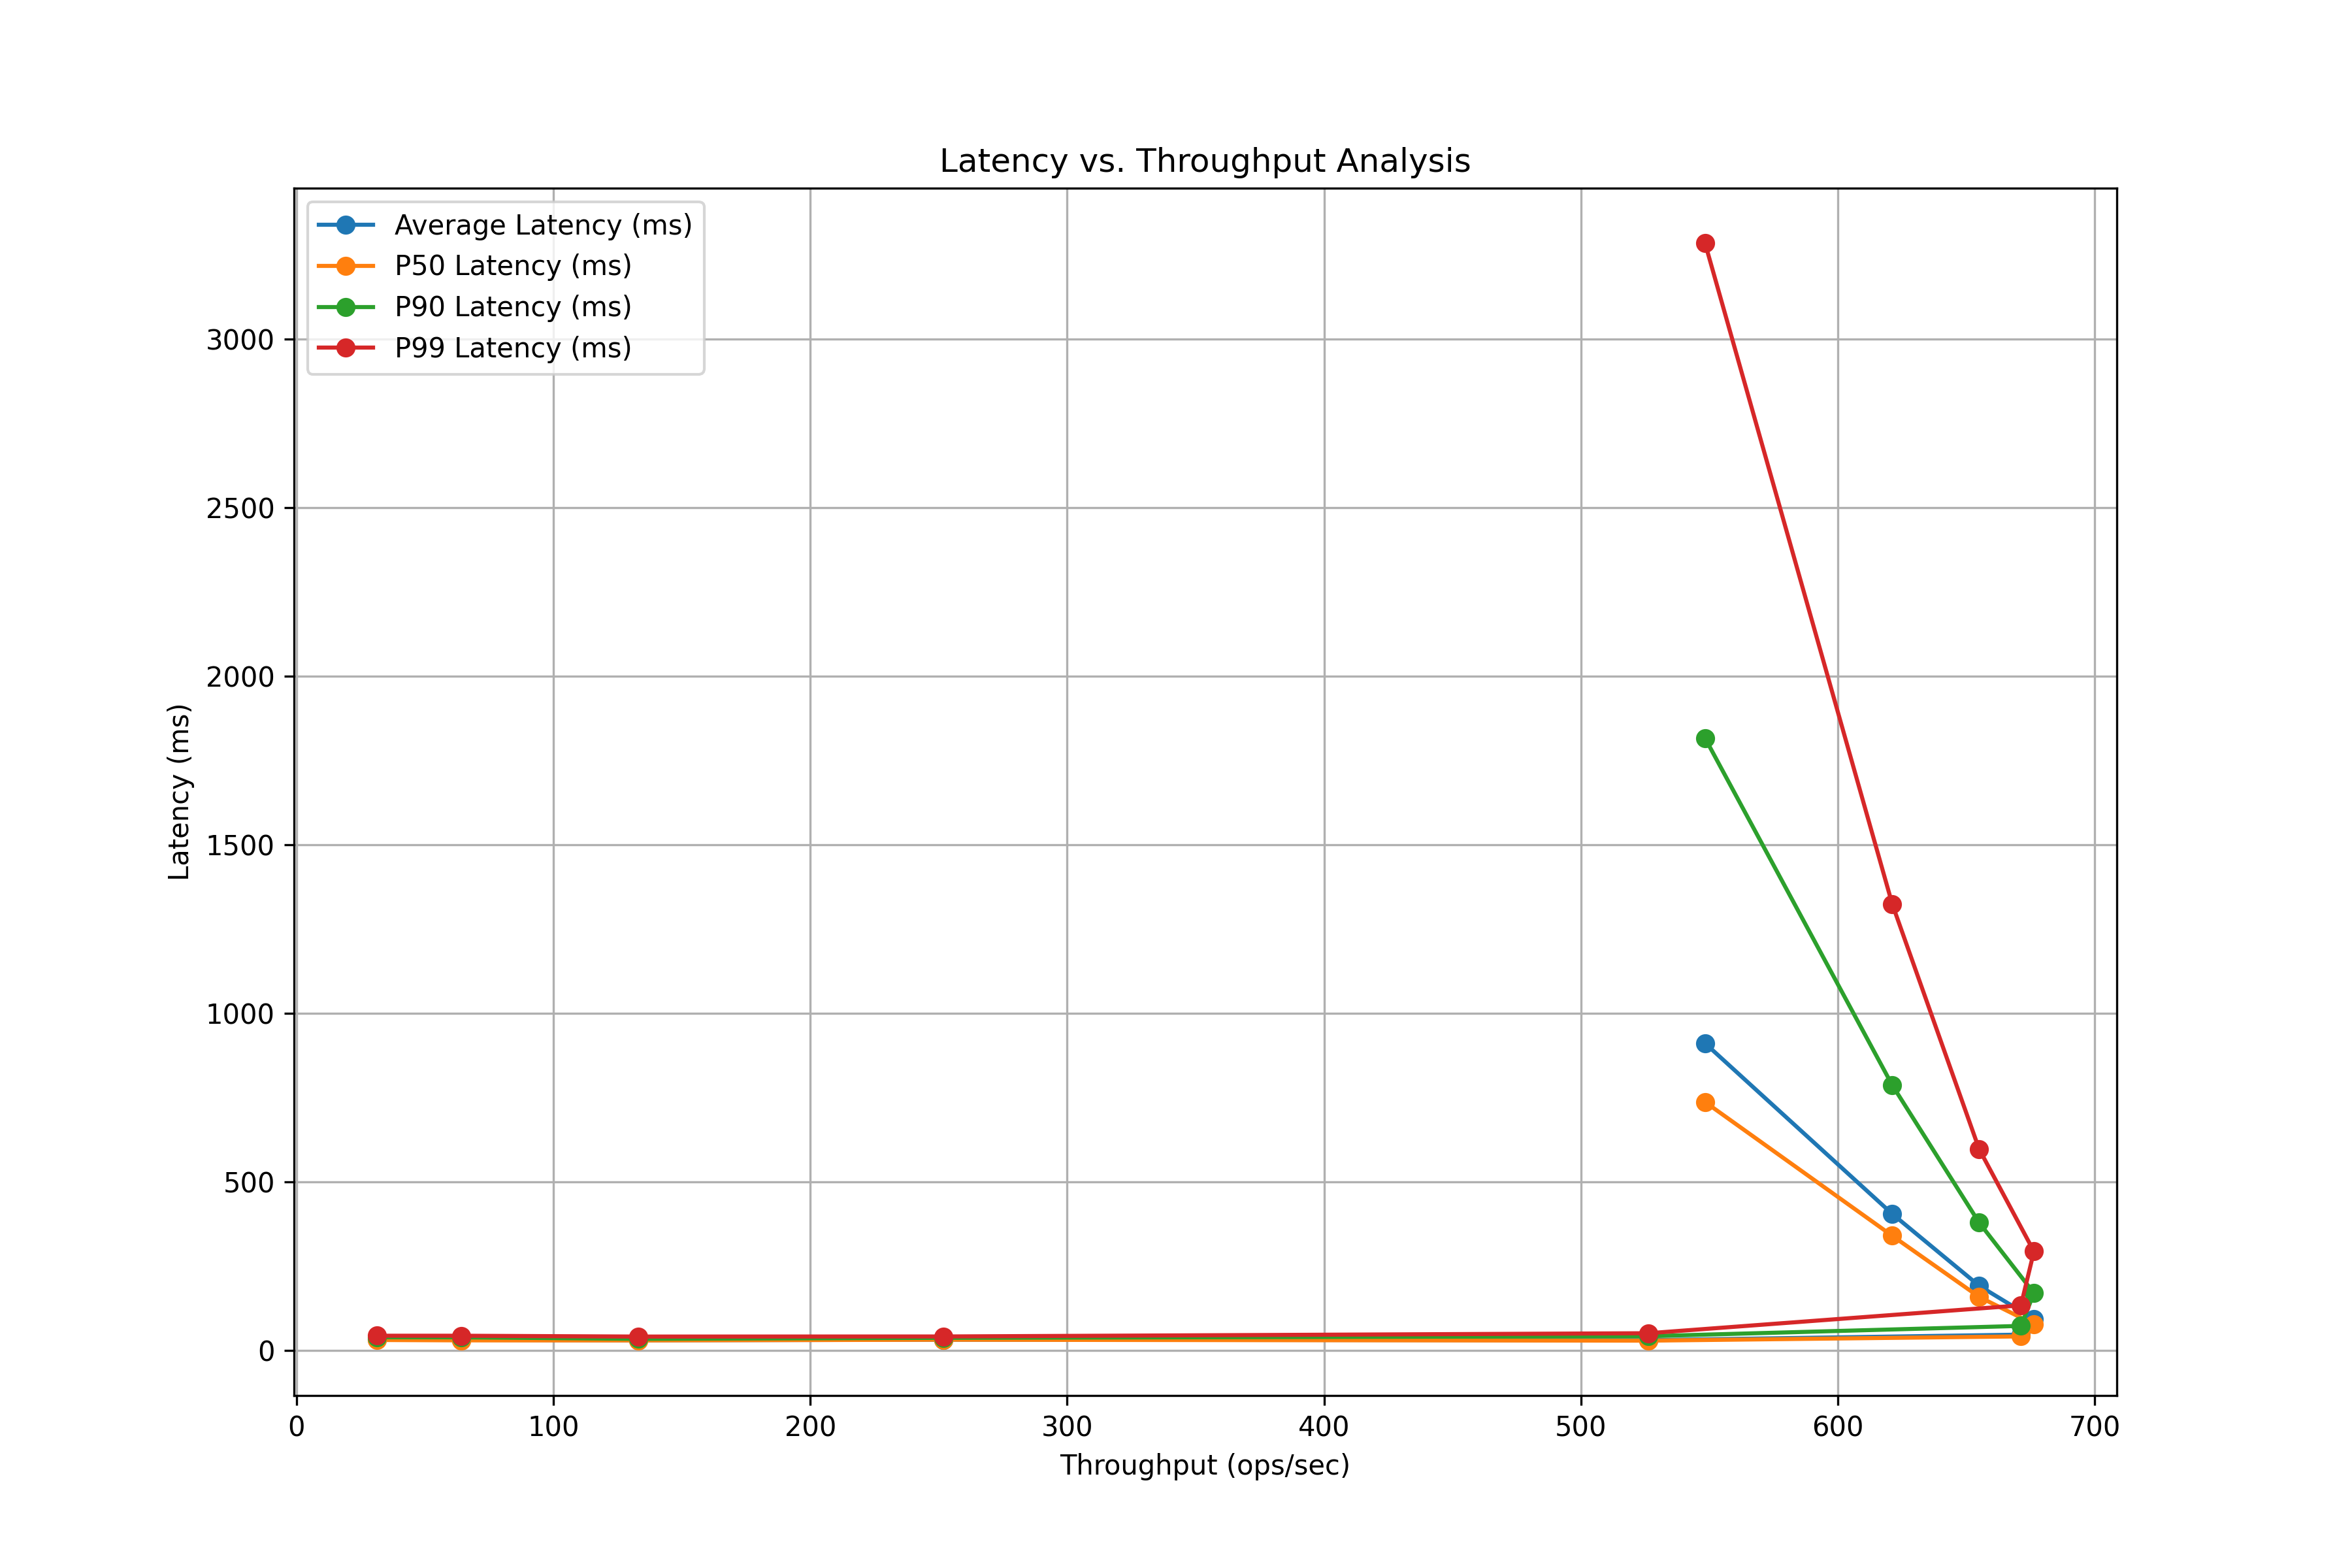 Latency vs. Throughput Analysis
Average Latency (ms)
P50 Latency (ms)
P90 Latency (ms)
P99 Latency (ms)
Latency (ms)
3000
2500
2000
1500
1000
500
0
0 100 200 300 400 500 600 700
Throughput (ops/sec)